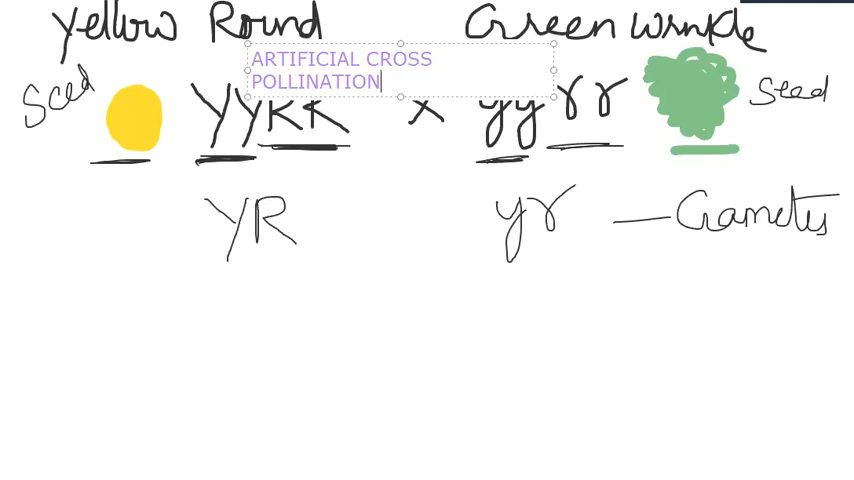 Yellow Round Green wrinkle
ARTIFICIAL CROSS
POLLINATION
Seed YYRR x yyrr Seed
YR yr — Gametes